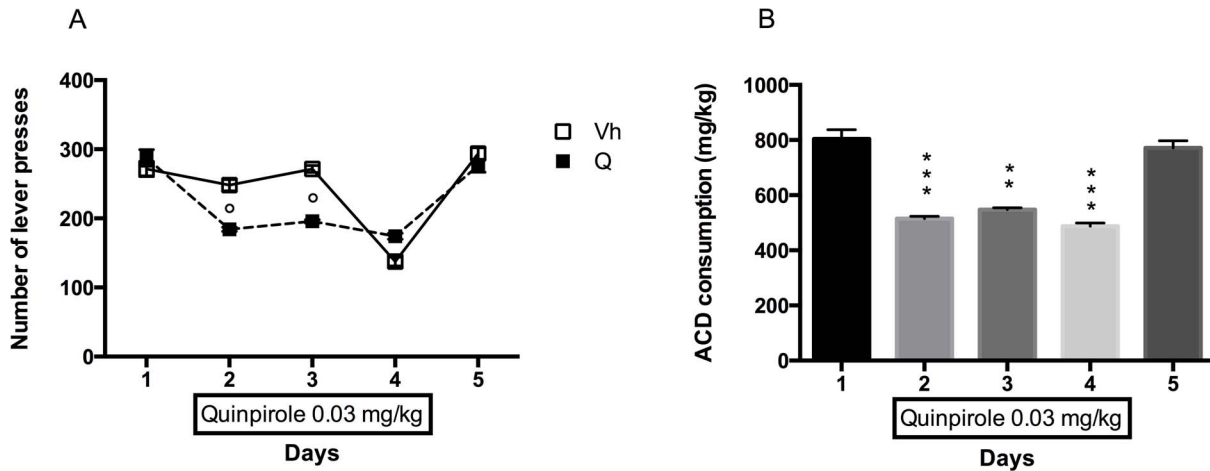 A
Number of lever presses
400
300
200
100
0
1 2 3 4 5
Quinpirole 0.03 mg/kg
Days
Vh
Q
B
ACD consumption (mg/kg)
1000
800
600
400
200
0
***
**
***
1 2 3 4 5
Quinpirole 0.03 mg/kg
Days